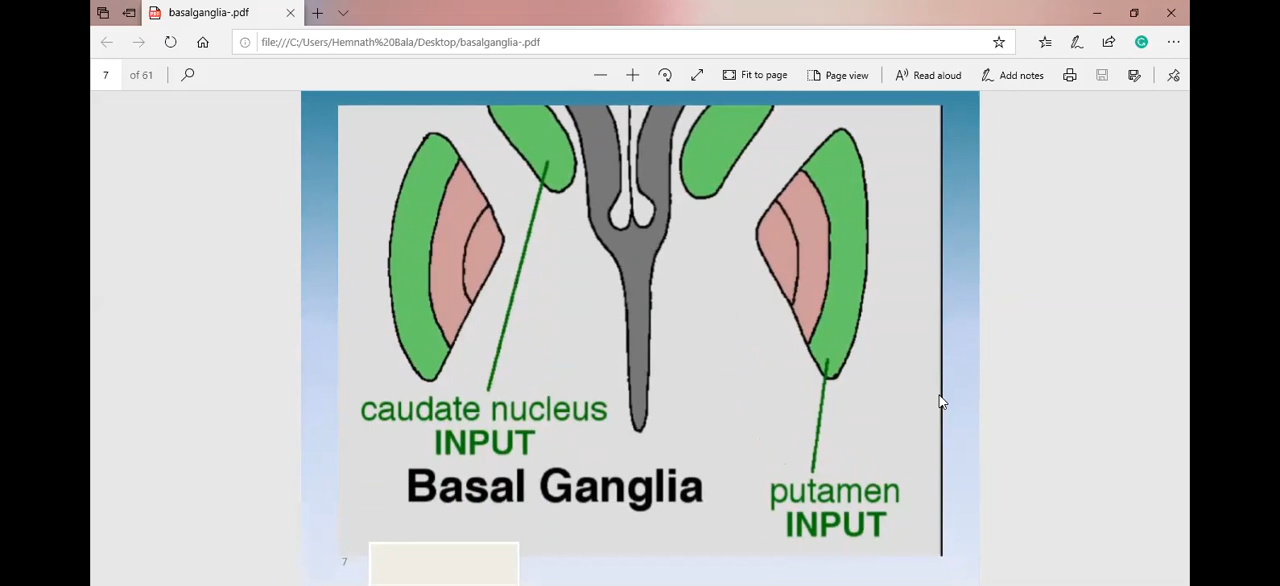 basalganglia-.pdf
file:///C:/Users/Hemnath%20Bala/Desktop/basalganglia-.pdf
7 of 61 Fit to page Page view Read aloud Add notes
caudate nucleus
INPUT
Basal Ganglia
putamen
INPUT
7